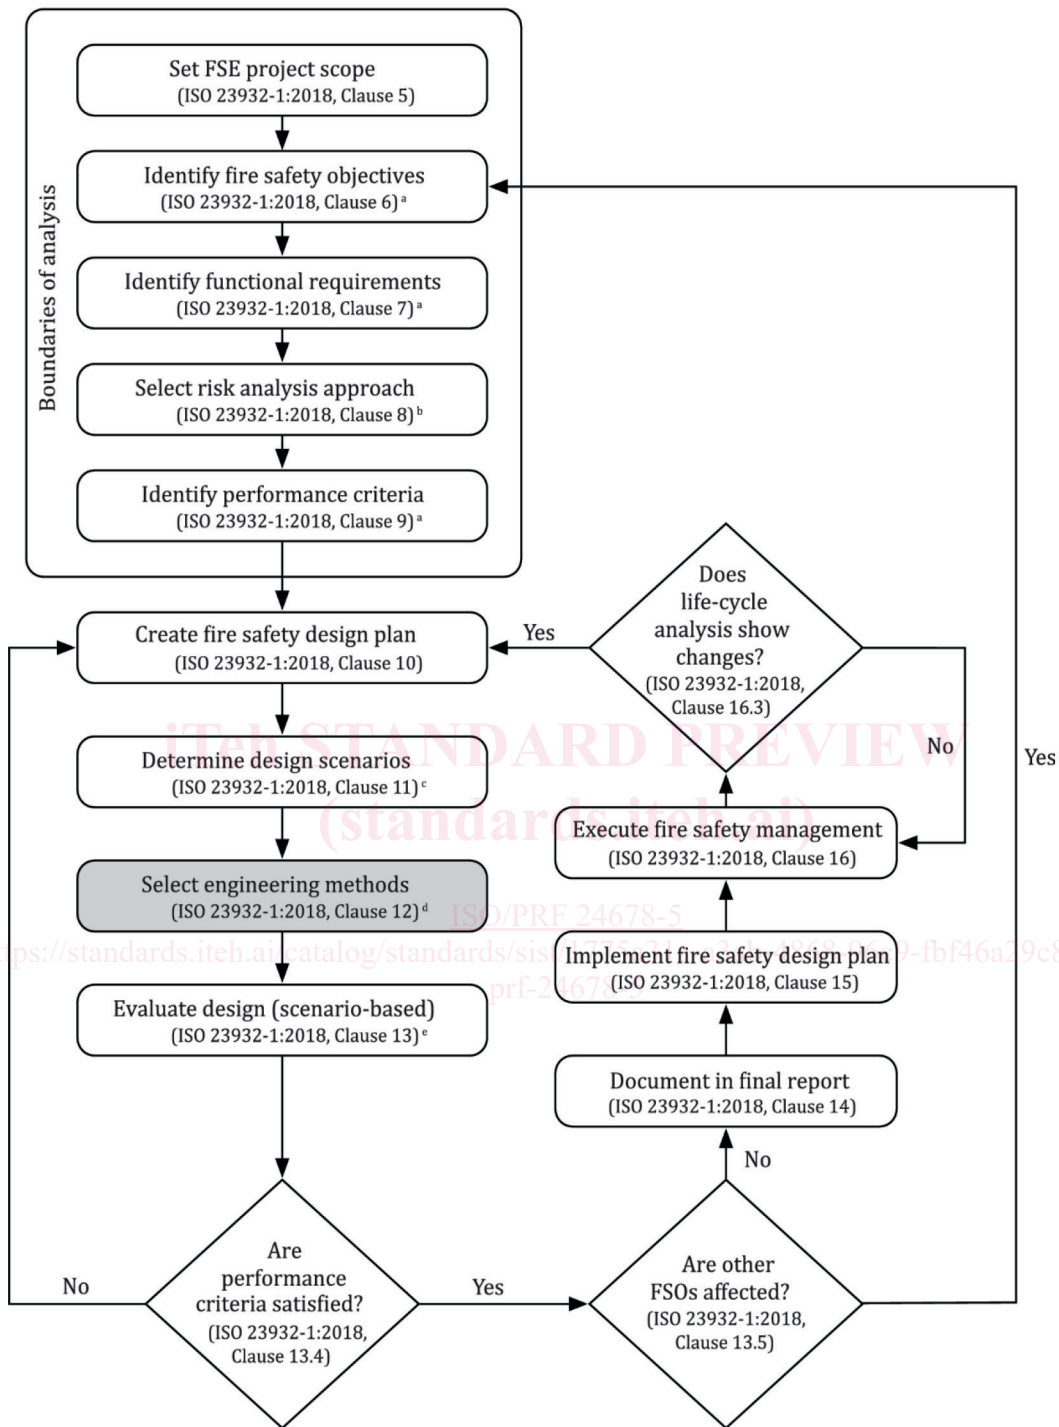 Boundaries of analysis
Set FSE project scope
(ISO 23932-1:2018, Clause 5)
Identify fire safety objectives
(ISO 23932-1:2018, Clause 6) a
Identify functional requirements
(ISO 23932-1:2018, Clause 7) a
Select risk analysis approach
(ISO 23932-1:2018, Clause 8) b
Identify performance criteria
(ISO 23932-1:2018, Clause 9) a
Create fire safety design plan
(ISO 23932-1:2018, Clause 10)
Determine design scenarios
(ISO 23932-1:2018, Clause 11) c
Select engineering methods
(ISO 23932-1:2018, Clause 12) d
Evaluate design (scenario-based)
(ISO 23932-1:2018, Clause 13) e
Are
performance
criteria satisfied?
(ISO 23932-1:2018,
Clause 13.4)
No
Yes
Are other
FSOs affected?
(ISO 23932-1:2018,
Clause 13.5)
No
Yes
Document in final report
(ISO 23932-1:2018, Clause 14)
Implement fire safety design plan
(ISO 23932-1:2018, Clause 15)
Execute fire safety management
(ISO 23932-1:2018, Clause 16)
Does
life-cycle
analysis show
changes?
(ISO 23932-1:2018,
Clause 16.3)
Yes
No
iTeh STANDARD PREVIEW
(standards.iteh.ai)
ISO/PRF 24678-5
prf-24678-5